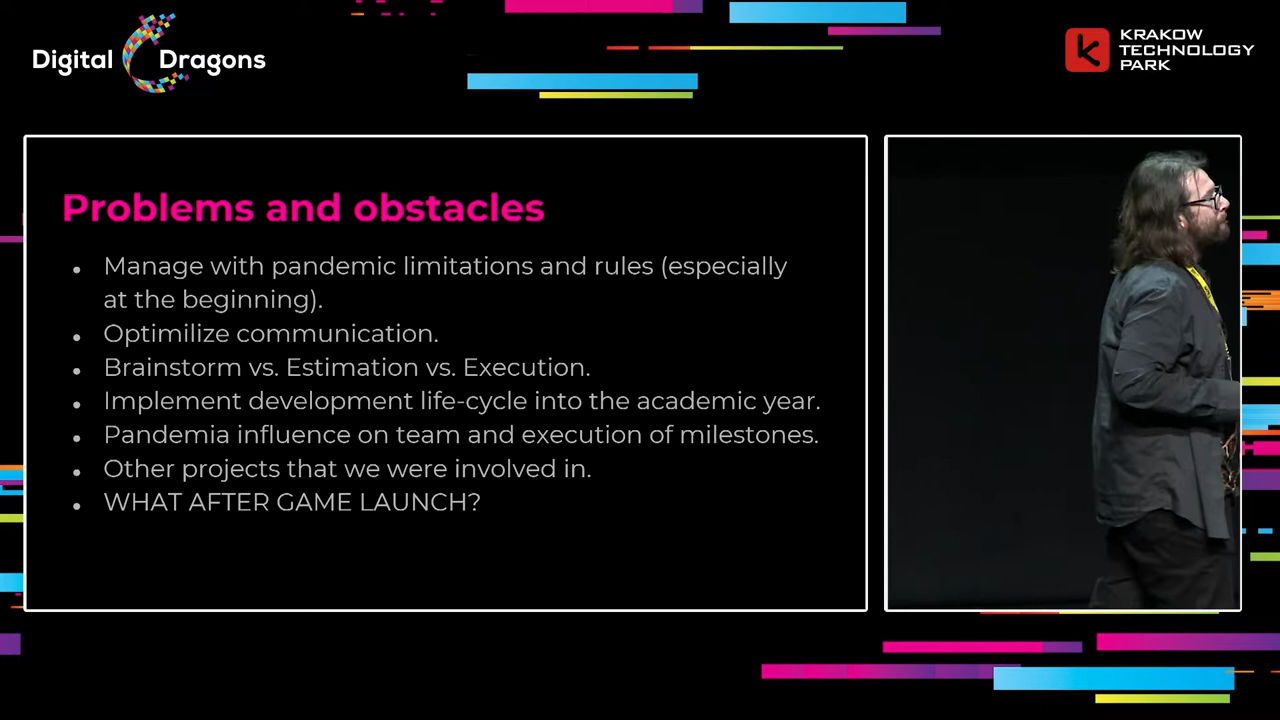 Digital Dragons
KRAKOW
TECHNOLOGY
PARK
Problems and obstacles
• Manage with pandemic limitations and rules (especially
at the beginning).
• Optimilize communication.
• Brainstorm vs. Estimation vs. Execution.
• Implement development life-cycle into the academic year.
• Pandemia influence on team and execution of milestones.
• Other projects that we were involved in.
• WHAT AFTER GAME LAUNCH?